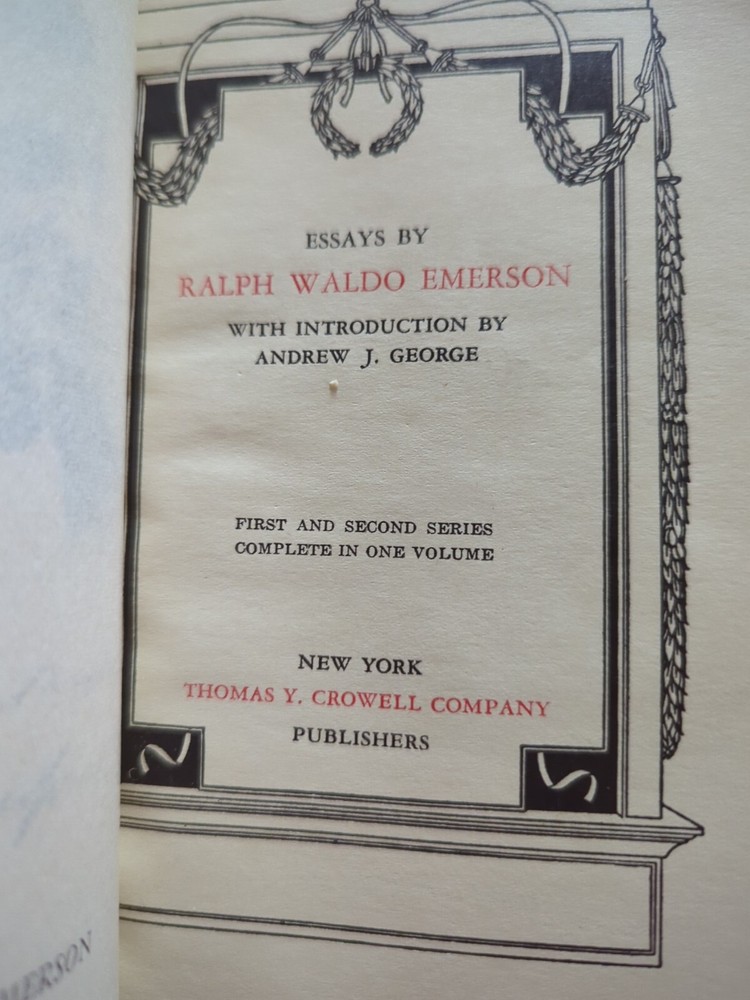 ESSAYS BY
RALPH WALDO EMERSON
WITH INTRODUCTION BY
ANDREW J. GEORGE
FIRST AND SECOND SERIES
COMPLETE IN ONE VOLUME
NEW YORK
THOMAS Y. CROWELL COMPANY
PUBLISHERS